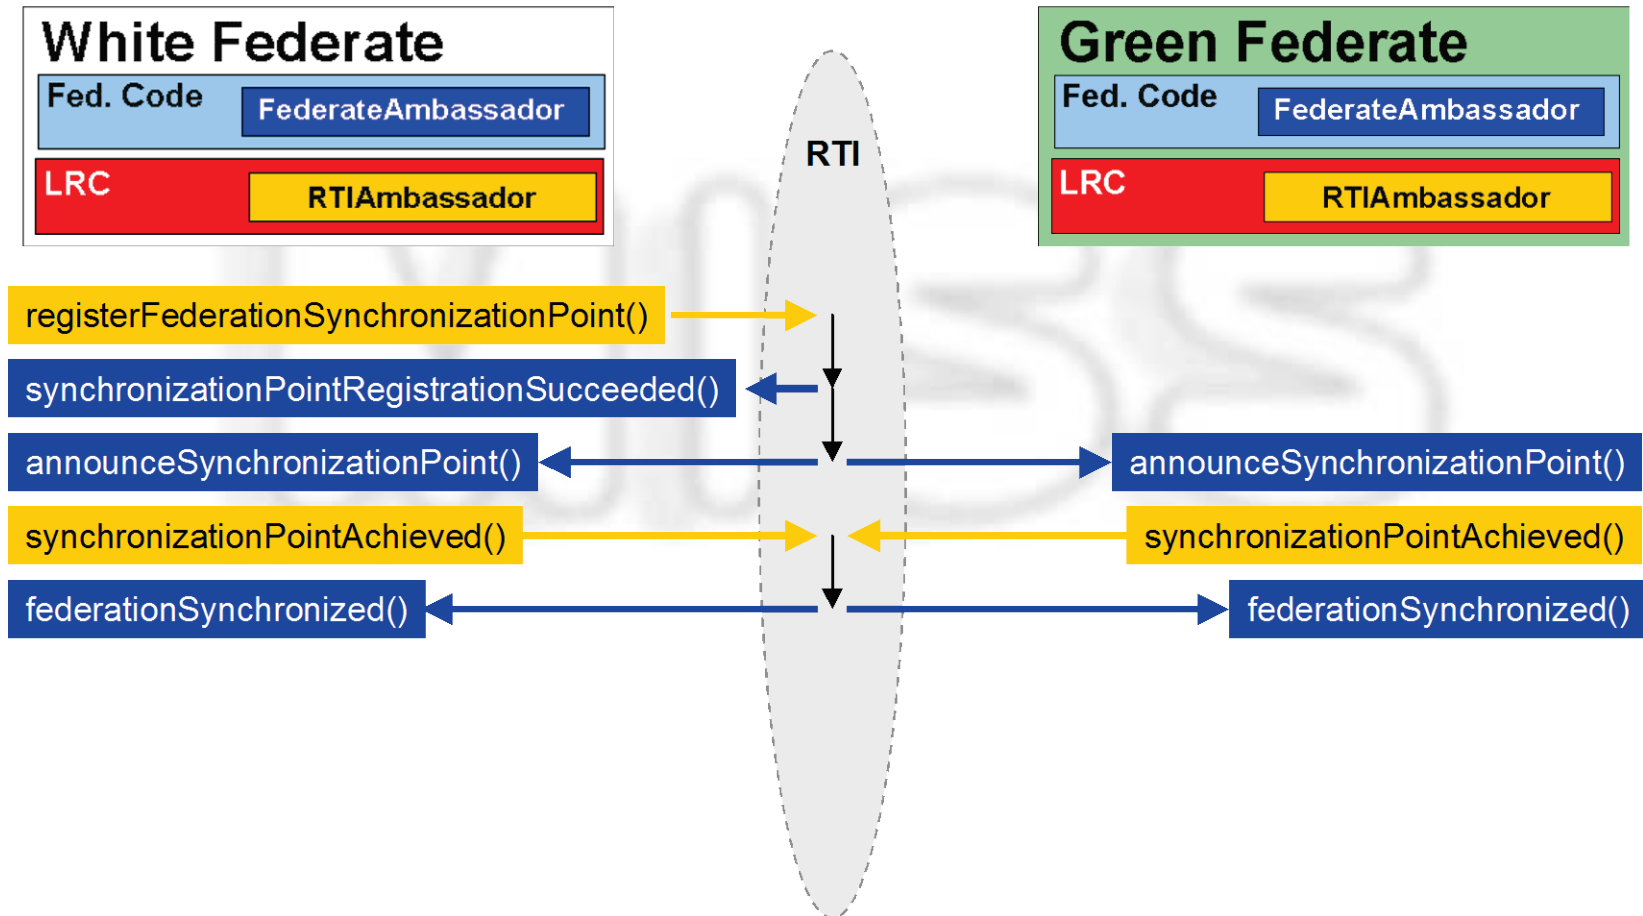 White Federate
Fed. Code
FederateAmbassador
LRC
RTIAmbassador
RTI
Green Federate
Fed. Code
FederateAmbassador
LRC
RTIAmbassador
registerFederationSynchronizationPoint()
synchronizationPointRegistrationSucceeded()
announceSynchronizationPoint()
announceSynchronizationPoint()
synchronizationPointAchieved()
synchronizationPointAchieved()
federationSynchronized()
federationSynchronized()